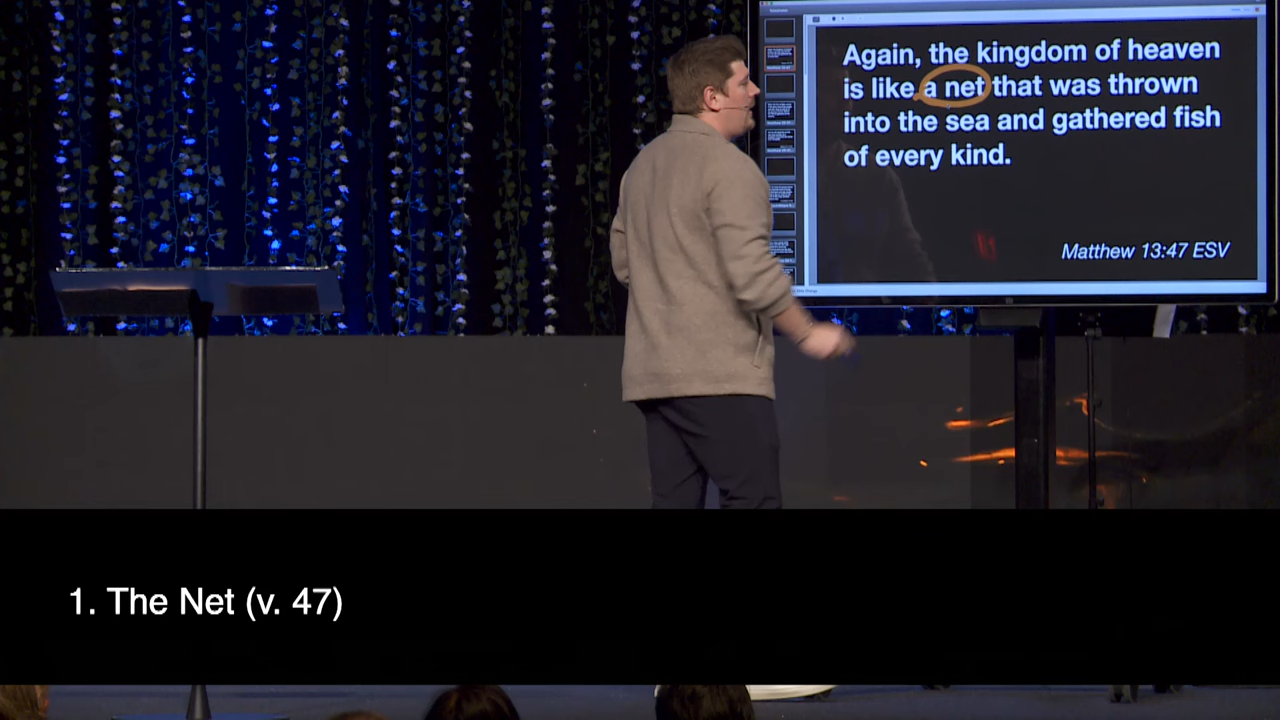 Again, the kingdom of heaven
is like a net that was thrown
into the sea and gathered fish
of every kind.
Matthew 13:47 ESV
1. The Net (v. 47)